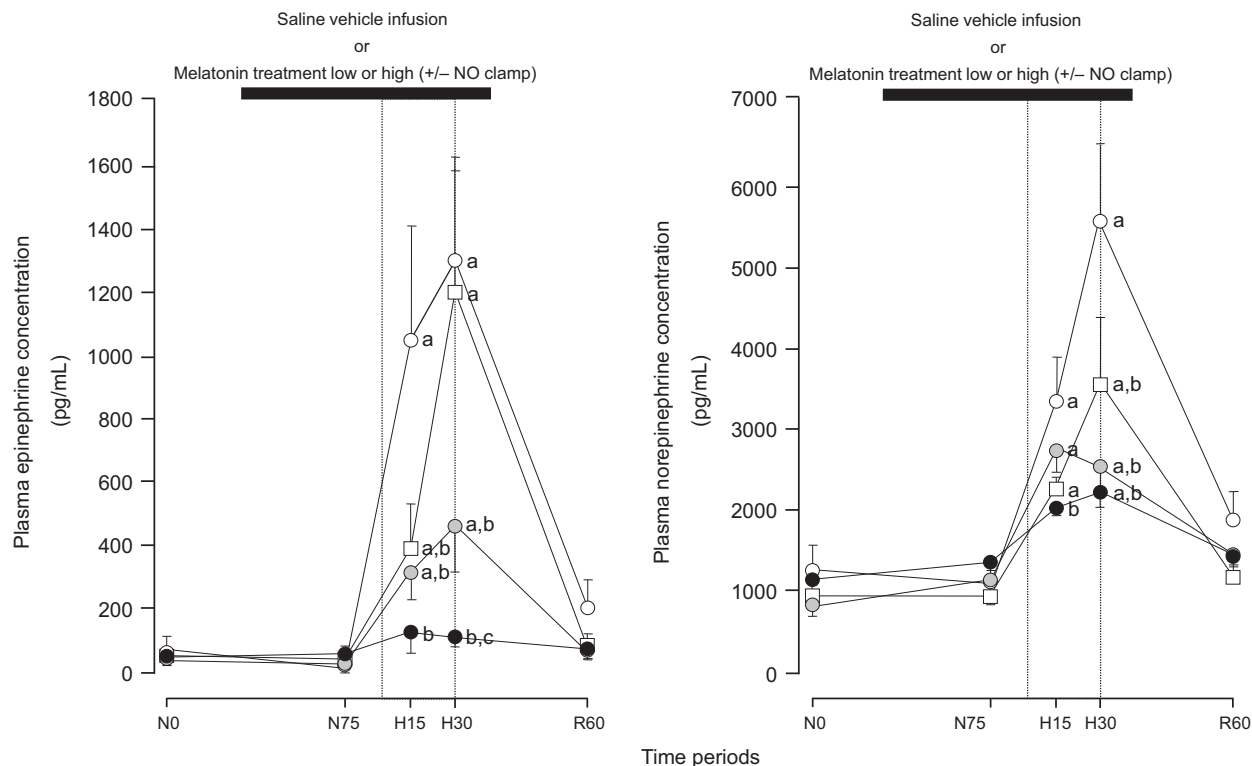 Saline vehicle infusion
or
Melatonin treatment low or high (+/– NO clamp)
1800
1600
1400
1200
1000
800
600
400
200
0
Plasma epinephrine concentration
(pg/mL)
a
a
a
a,b
a,b
a,b
b
b,c
N0
N75
H15
H30
R60
Saline vehicle infusion
or
Melatonin treatment low or high (+/– NO clamp)
7000
6000
5000
4000
3000
2000
1000
0
Plasma norepinephrine concentration
(pg/mL)
a
a
a,b
a
a,b
a
a,b
b
N0
N75
H15
H30
R60
Time periods